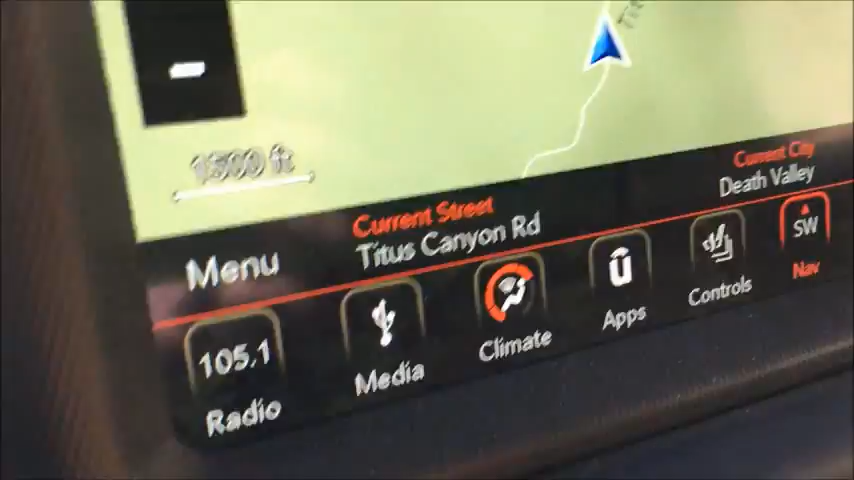 1500 ft
Current Street
Titus Canyon Rd
Current City
Death Valley
Menu
105.1
SW
Radio
Media
Climate
Apps
Controls
Nav